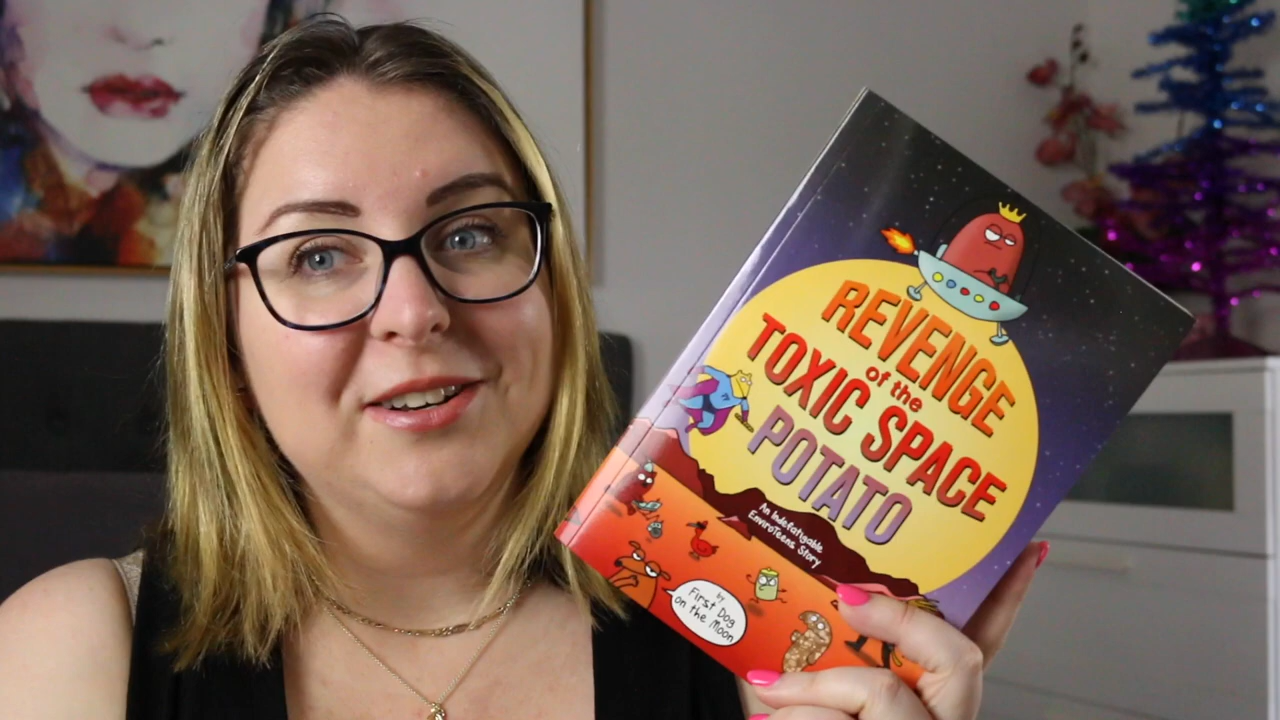 REVENGE
of the
TOXIC SPACE
POTATO
An Indefatigable
EnviroTeens Story
by
First Dog
on the Moon